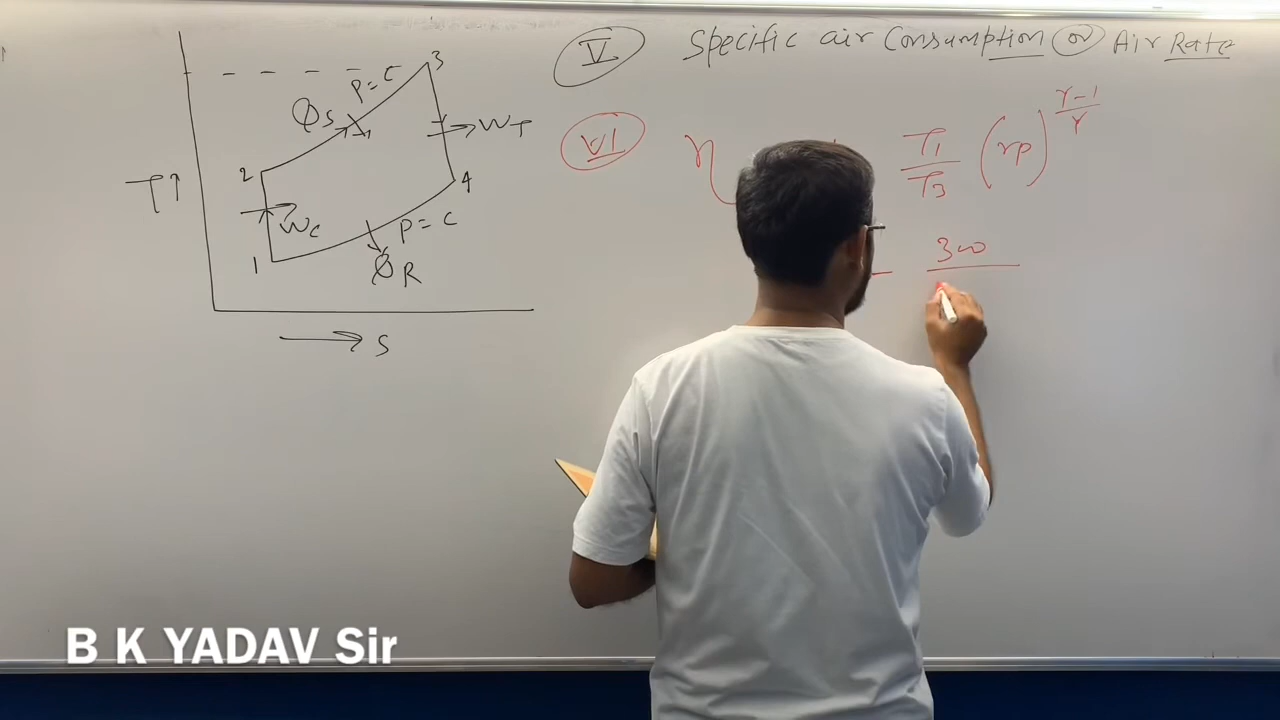 V Specific air Consumption or Air Rate
VI η T₁/T₃ (rp)^(γ-1)/γ
300
T↑
→ S
1
2
3
4
P=C
Qs
WT
Wc
P=C
QR
B K YADAV Sir